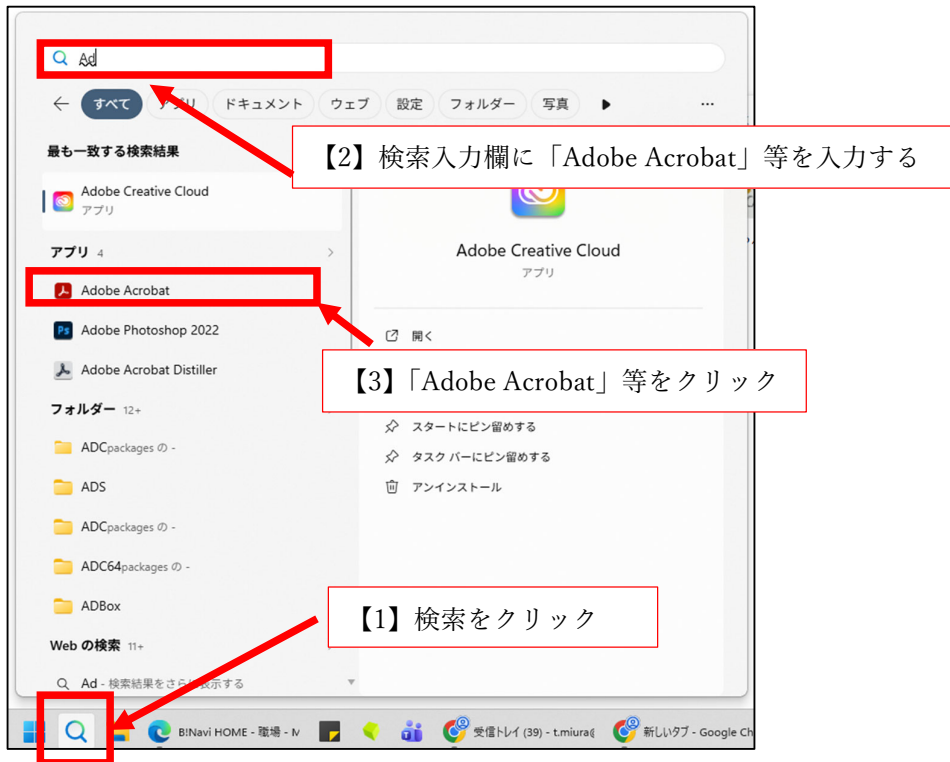 Ad
すべて
アプリ
ドキュメント
ウェブ
設定
フォルダー
写真
【2】検索入力欄に「Adobe Acrobat」等を入力する
最も一致する検索結果
Adobe Creative Cloud
アプリ
アプリ 4
Adobe Acrobat
Adobe Photoshop 2022
Adobe Acrobat Distiller
フォルダー 12+
ADCpackages の -
ADS
ADCpackages の -
ADC64packages の -
ADBox
Web の検索 11+
Ad - 検索結果をさらに表示する
Adobe Creative Cloud
アプリ
開く
【3】「Adobe Acrobat」等をクリック
スタートにピン留めする
タスク バーにピン留めする
アンインストール
【1】検索をクリック
B!Navi HOME - 職場 - M
受信トレイ (39) - t.miura
新しいタブ - Google Ch